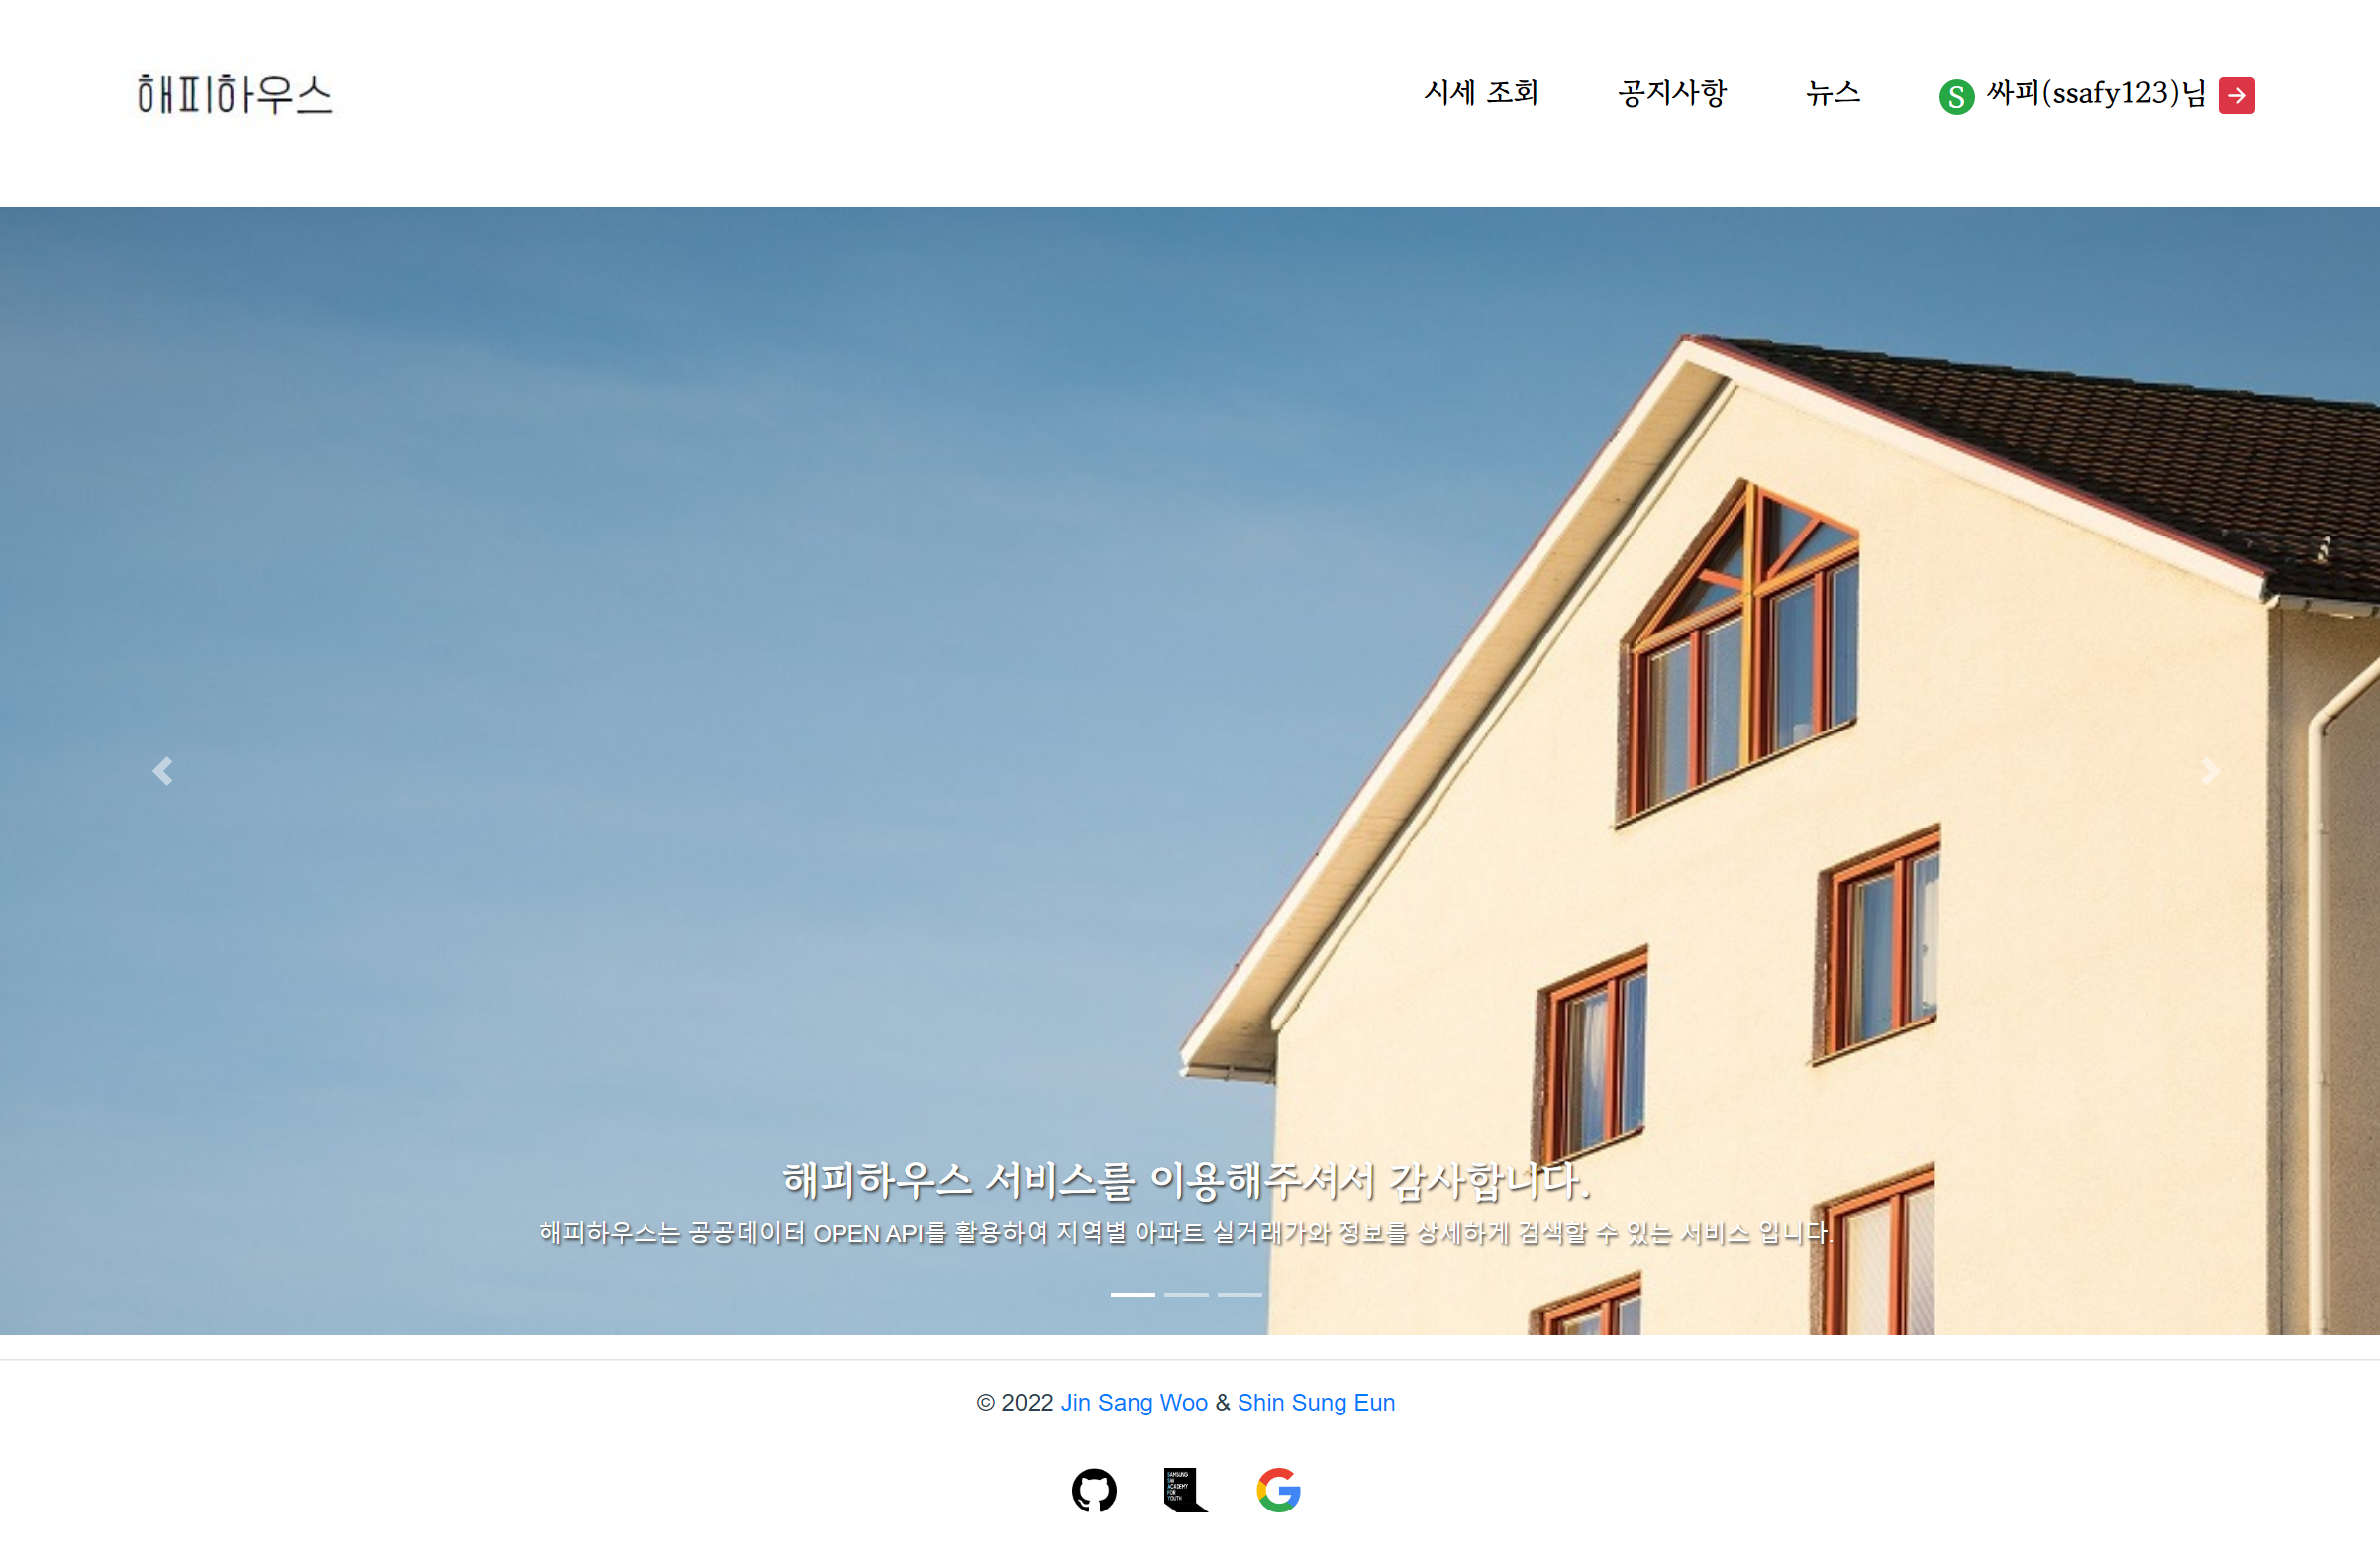 해피하우스
시세 조회 공지사항 뉴스 S 싸피(ssafy123)님
해피하우스 서비스를 이용해주셔서 감사합니다.
해피하우스는 공공데이터 OPEN API를 활용하여 지역별 아파트 실거래가와 정보를 상세하게 검색할 수 있는 서비스 입니다.
© 2022 Jin Sang Woo & Shin Sung Eun
SAMSUNG
SW
ACADEMY
FOR
YOUTH